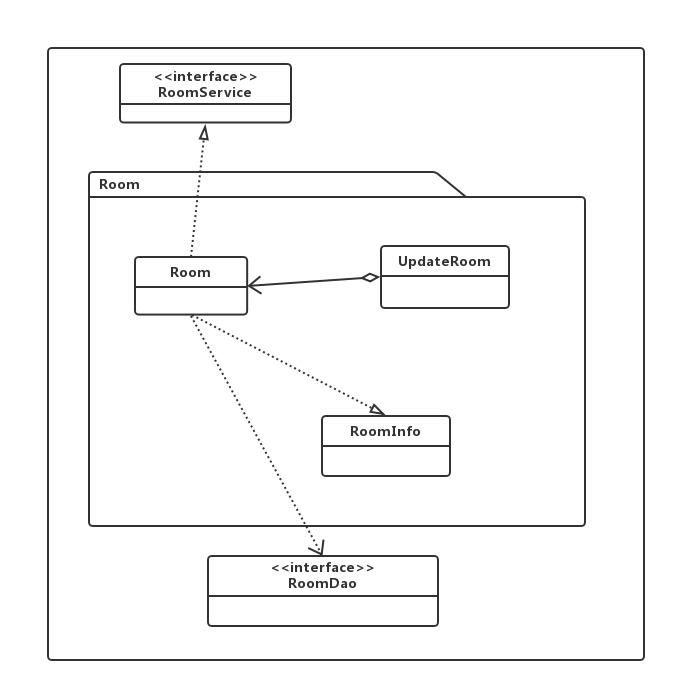 <<interface>>
RoomService
Room
Room
UpdateRoom
RoomInfo
<<interface>>
RoomDao